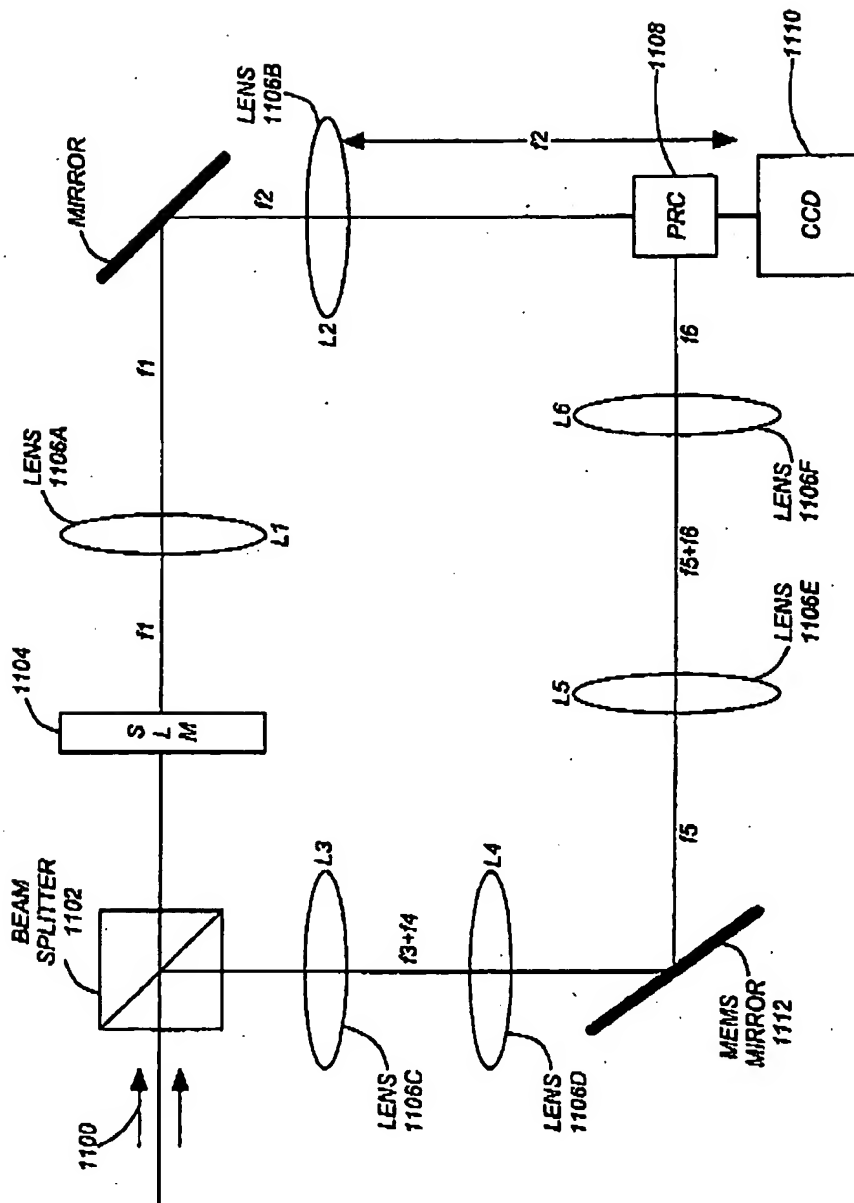 1100
BEAM
SPLITTER
1102
1104
S
L
M
f1
LENS
1106A
L1
f1
MIRROR
f2
LENS
1106B
L2
f2
1108
PRC
1110
CCD
L3
LENS
1106C
f3+f4
L4
LENS
1106D
MEMS
MIRROR
1112
f5
L5
LENS
1106E
f5+f6
L6
LENS
1106F
f6